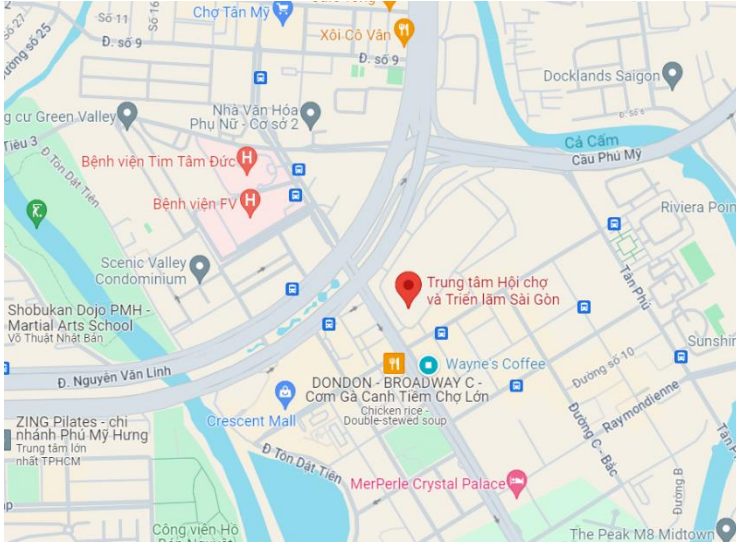 Số 11
Chợ Tân Mỹ
Xôi Cô Vân
Đ. số 9
Đ. số 9
Docklands Saigon
g cư Green Valley
Nhà Văn Hóa
Phụ Nữ - Cơ sở 2
Cả Cấm
Cầu Phú Mỹ
Tiểu 3
Đ Tôn Dật Tiên
Bệnh viện Tim Tâm Đức
H
Bệnh viện FV
H
Riviera Poin
Scenic Valley
Condominium
Trung tâm Hội chợ
và Triển lãm Sài Gòn
Tân Phú
Shobukan Dojo PMH -
Martial Arts School
Võ Thuật Nhật Bản
Sunshin
Wayne's Coffee
Đường số 10
Đ. Nguyễn Văn Linh
DONDON - BROADWAY C -
Cơm Gà Canh Tiềm Chợ Lớn
Chicken rice -
Double-stewed soup
Crescent Mall
Raymondienne
ZING Pilates - chi
nhánh Phú Mỹ Hưng
Trung tâm lớn
nhất TPHCM
Đường C - Bắc
Đ Tôn Dật Tiên
MerPerle Crystal Palace
Đường B
Công viên Hồ
Bán Nguyệt
The Peak M8 Midtown